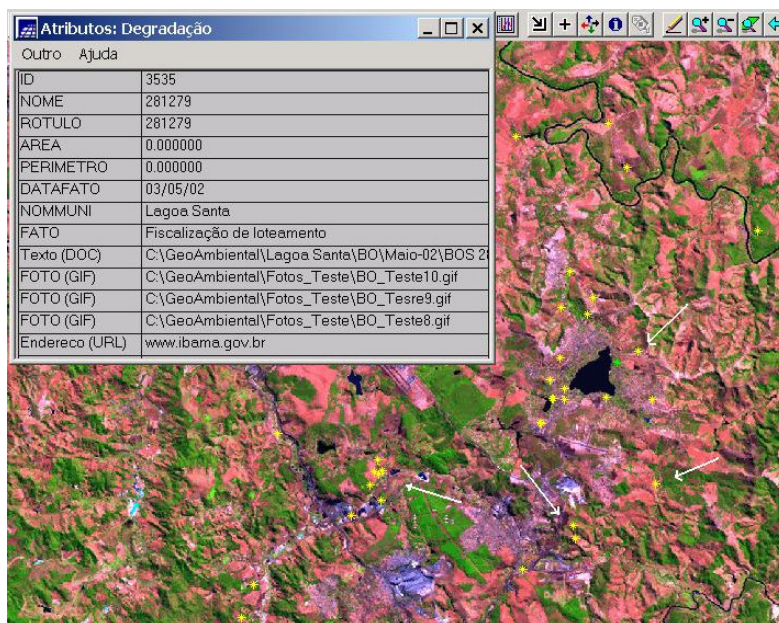 Atributos: Degradação
Outro Ajuda
ID 3535
NOME 281279
ROTULO 281279
AREA 0.000000
PERIMETRO 0.000000
DATAFATO 03/05/02
NOMMUNI Lagoa Santa
FATO Fiscalização de loteamento
Texto (DOC) C:\GeoAmbiental\Lagoa Santa\BO\Maio-02\BOS 28
FOTO (GIF) C:\GeoAmbiental\Fotos_Teste\BO_Teste10.gif
FOTO (GIF) C:\GeoAmbiental\Fotos_Teste\BO_Tesre9.gif
FOTO (GIF) C:\GeoAmbiental\Fotos_Teste\BO_Teste8.gif
Endereco (URL) www.ibama.gov.br